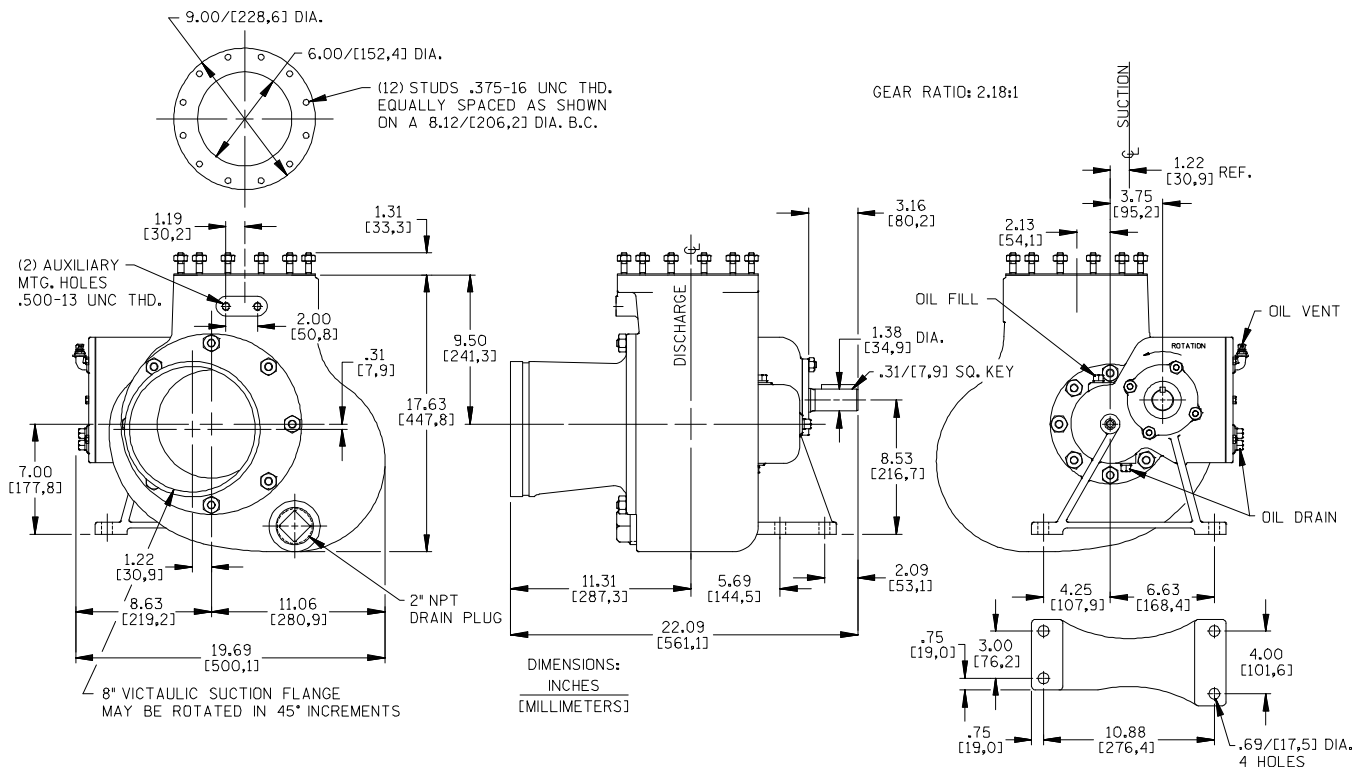 9.00/[228,6] DIA.
6.00/[152,4] DIA.
(12) STUDS .375-16 UNC THD.
EQUALLY SPACED AS SHOWN
ON A 8.12/[206,2] DIA. B.C.
GEAR RATIO: 2.18:1
SUCTION
CL
1.22
[30,9] REF.
3.75
[95,2]
2.13
[54,1]
1.19
[30,2]
1.31
[33,3]
3.16
[80,2]
(2) AUXILIARY
MTG. HOLES
.500-13 UNC THD.
2.00
[50,8]
9.50
[241,3]
.31
[7,9]
17.63
[447,8]
7.00
[177,8]
CL
DISCHARGE
1.38
[34,9] DIA.
.31/[7,9] SQ. KEY
8.53
[216,7]
OIL FILL
OIL VENT
ROTATION
OIL DRAIN
1.22
[30,9]
8.63
[219,2]
11.06
[280,9]
19.69
[500,1]
2" NPT
DRAIN PLUG
8" VICTAULIC SUCTION FLANGE
MAY BE ROTATED IN 45° INCREMENTS
11.31
[287,3]
5.69
[144,5]
2.09
[53,1]
22.09
[561,1]
DIMENSIONS:
INCHES
[MILLIMETERS]
4.25
[107,9]
6.63
[168,4]
.75
[19,0]
3.00
[76,2]
4.00
[101,6]
.75
[19,0]
10.88
[276,4]
.69/[17,5] DIA.
4 HOLES